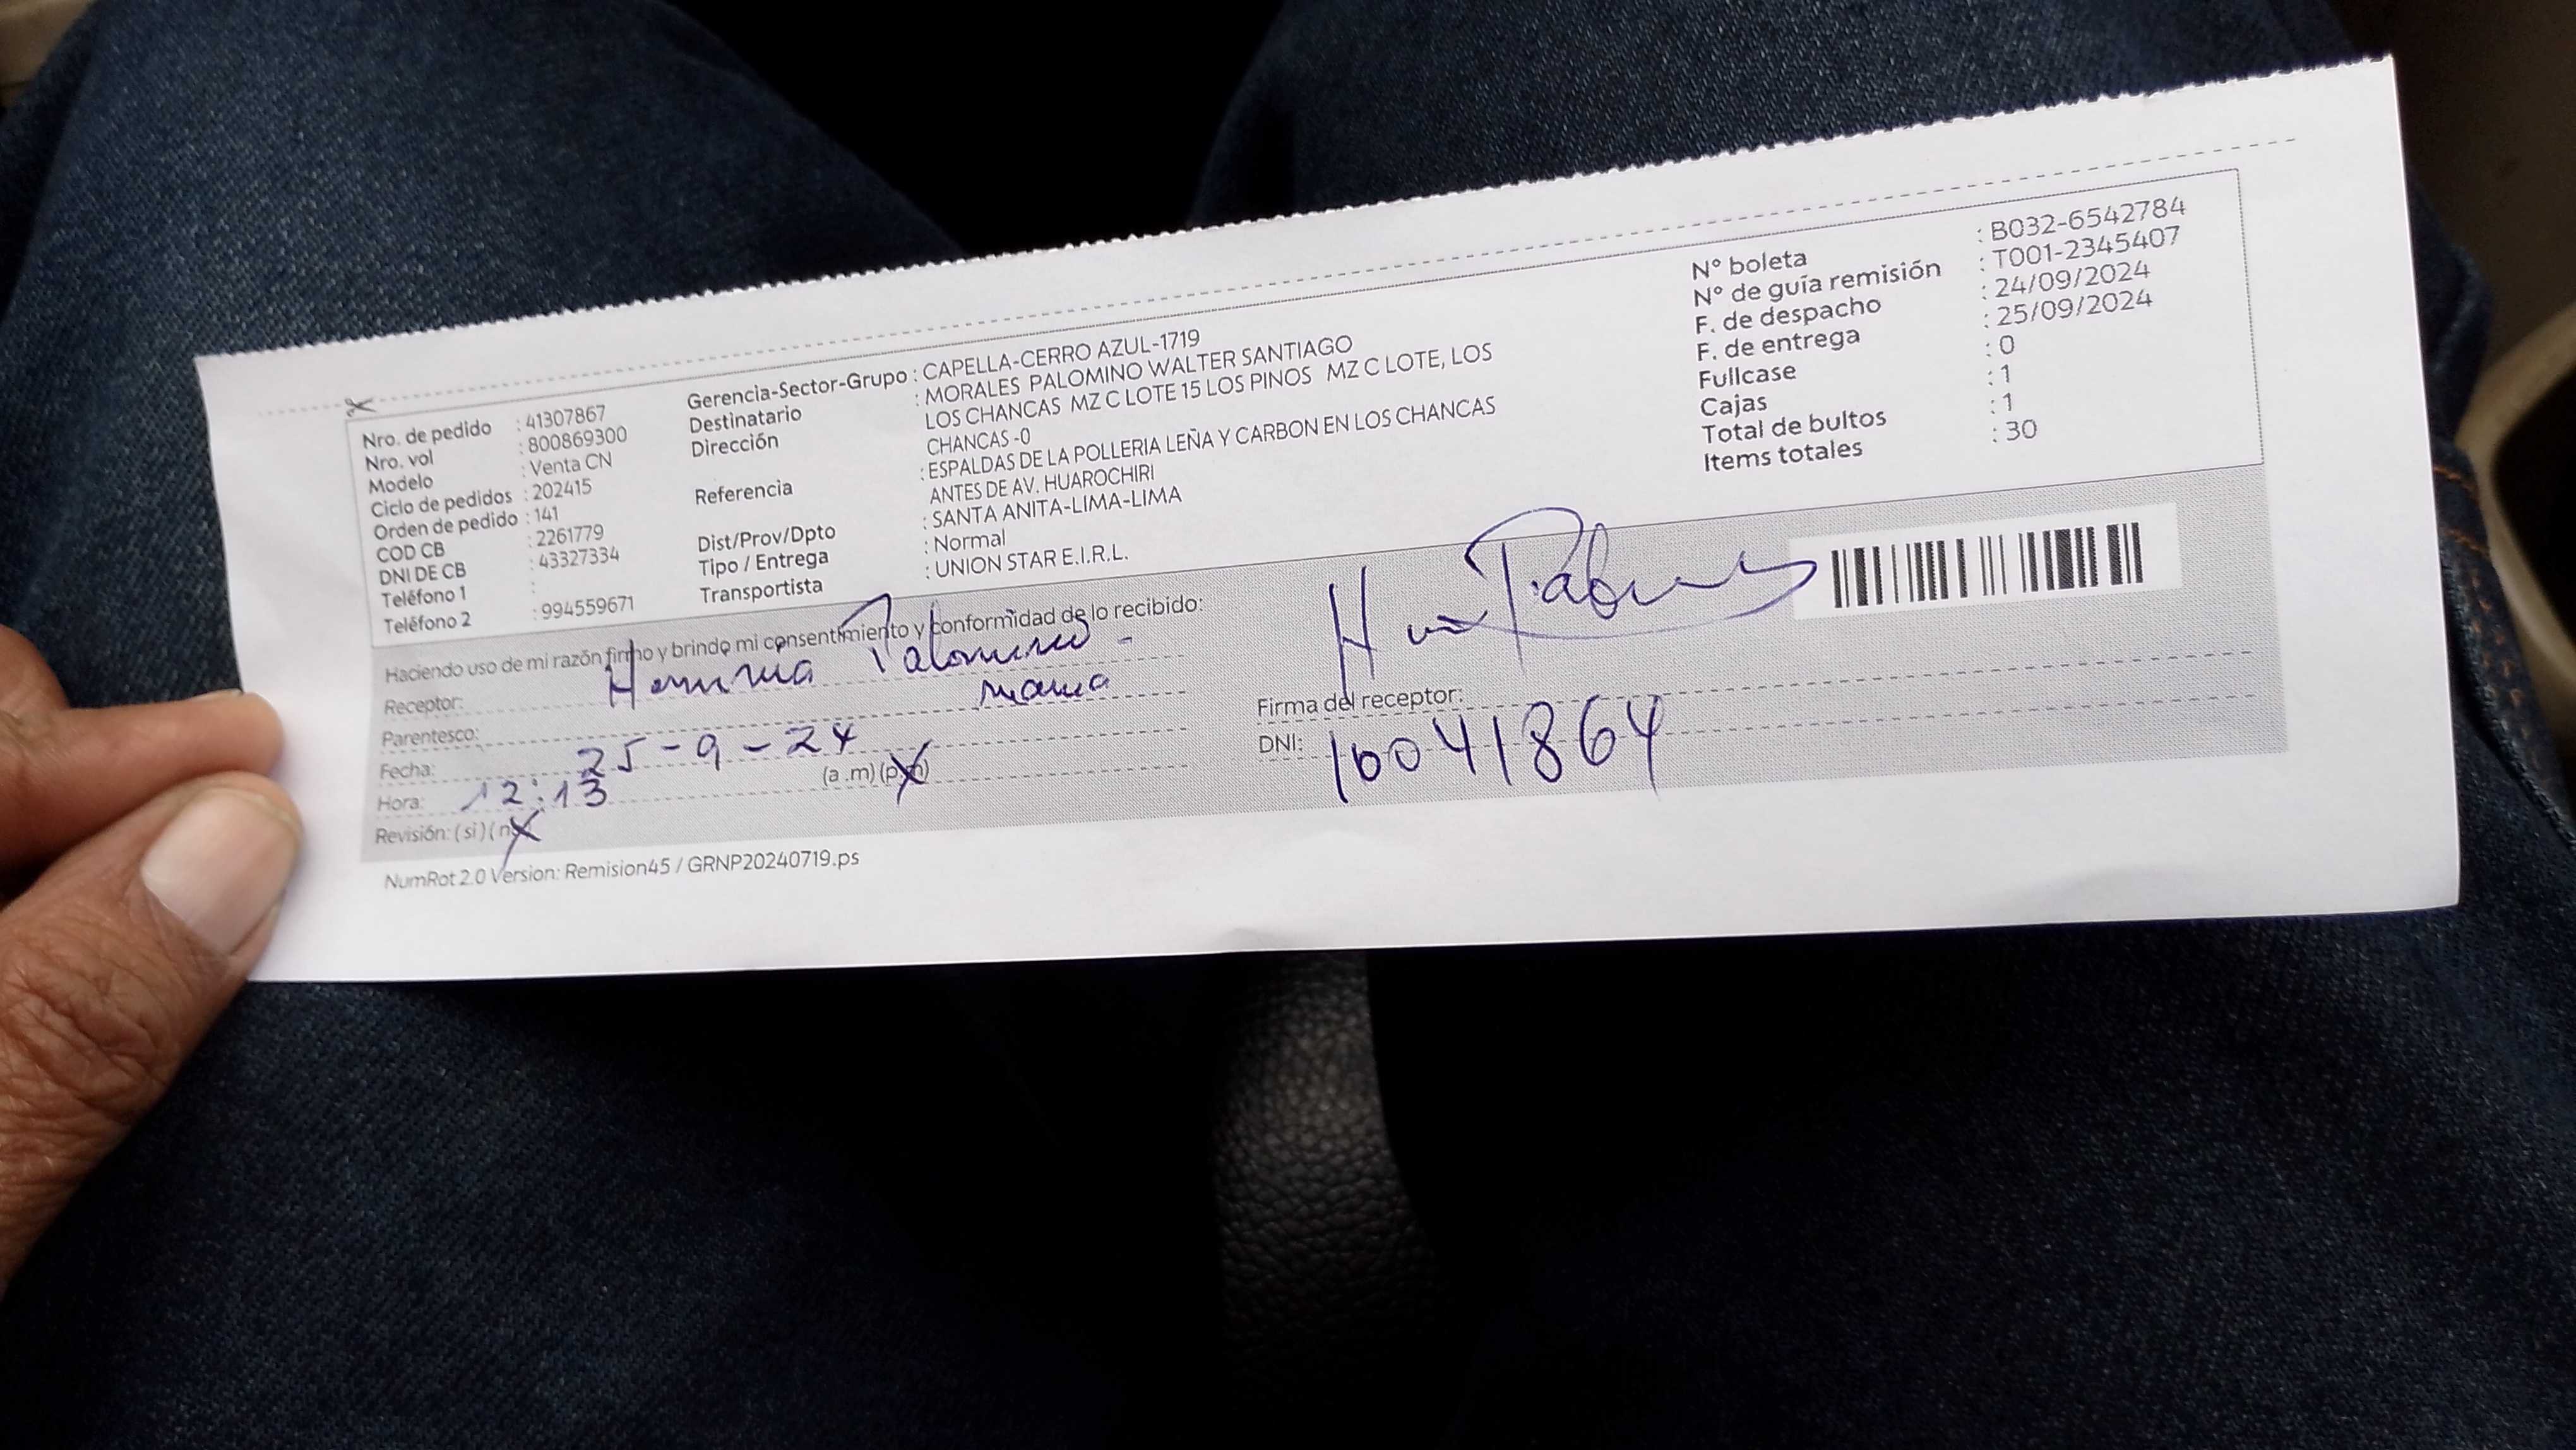 Nro. de pedido : 41307867
Nro. vol : 800869300
Modelo : Venta CN
Ciclo de pedidos : 202415
Orden de pedido : 141
COD CB : 2261779
DNI DE CB : 43327334
Teléfono 1 :
Teléfono 2 : 994559671
Gerencia-Sector-Grupo : CAPELLA-CERRO AZUL-1719
Destinatario : MORALES PALOMINO WALTER SANTIAGO
Dirección LOS CHANCAS MZ C LOTE 15 LOS PINOS MZ C LOTE, LOS
CHANCAS -0
Referencia : ESPALDAS DE LA POLLERIA LEÑA Y CARBON EN LOS CHANCAS
ANTES DE AV. HUAROCHIRI
Dist/Prov/Dpto : SANTA ANITA-LIMA-LIMA
Tipo / Entrega : Normal
Transportista : UNION STAR E.I.R.L.
N° boleta : B032-6542784
N° de guía remisión : T001-2345407
F. de despacho : 24/09/2024
F. de entrega : 25/09/2024
Fullcase : 0
Cajas : 1
Total de bultos : 1
Items totales : 30
Haciendo uso de mi razón firmo y brindo mi consentimiento y conformidad de lo recibido:
Receptor: Palomino -
Parentesco: mama
Fecha: 25-9-24
Hora: 12:13 (a .m) (p.m)
Revisión: ( si ) ( no
Firma del receptor:
DNI: 10041864
NumRot 2.0 Version: Remision45 / GRNP20240719.ps